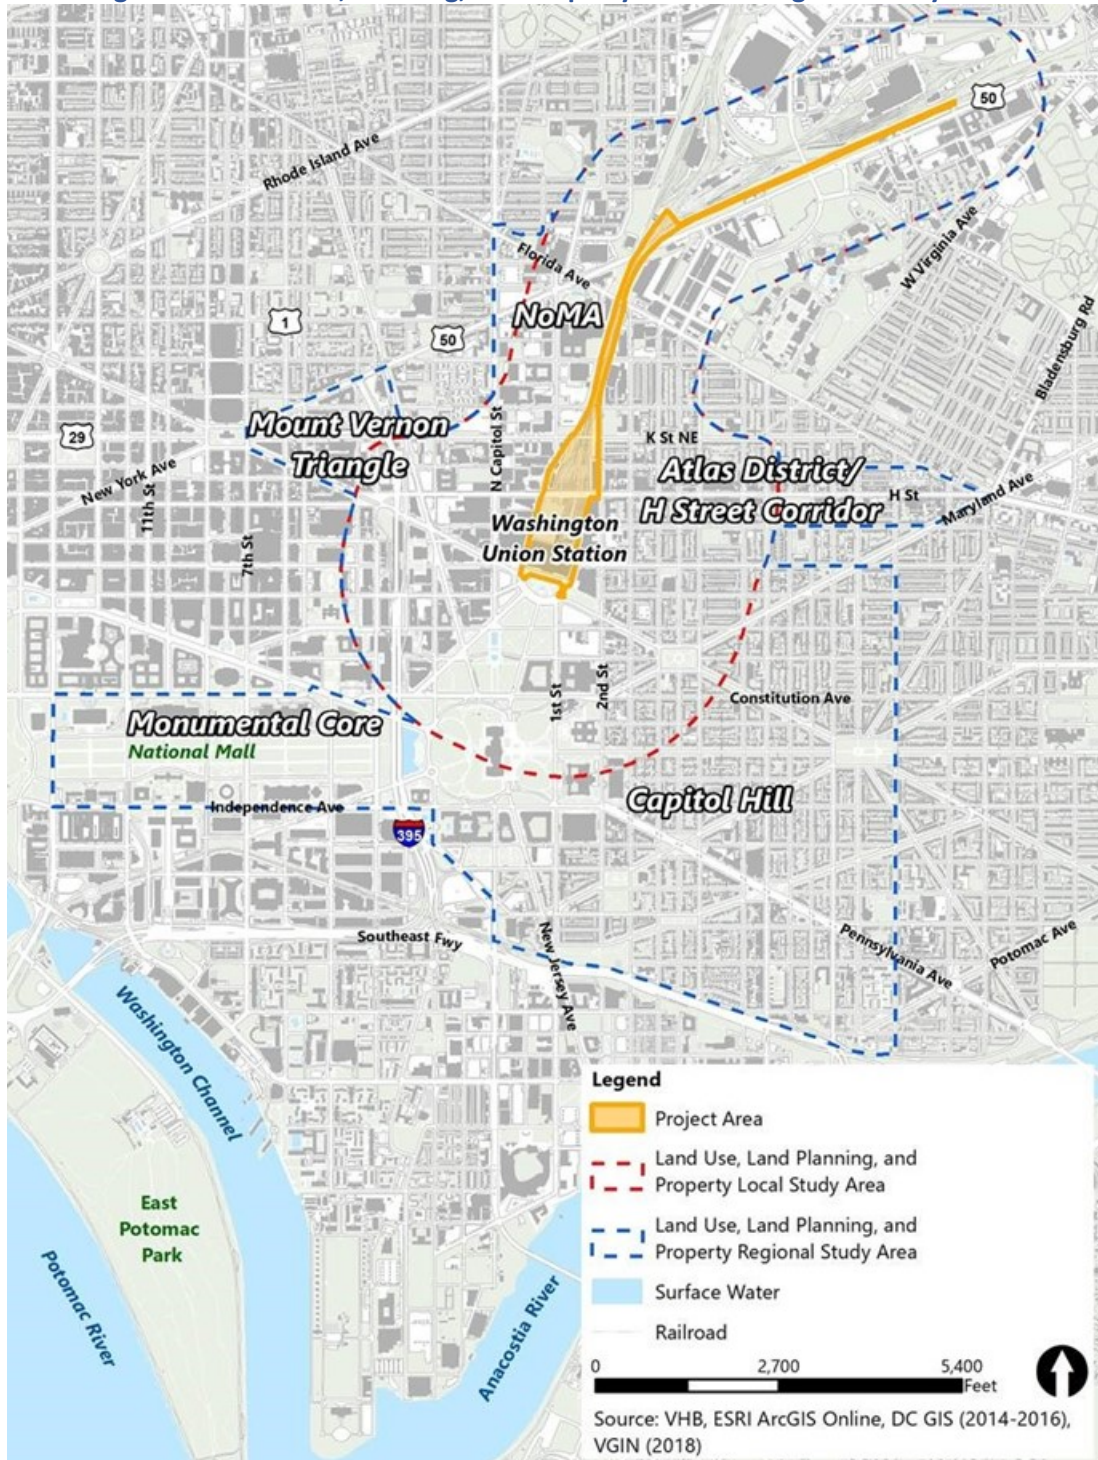 50
Rhode Island Ave
W Virginia Ave
Florida Ave
NoMA
1
50
Bladensburg Rd
Mount Vernon
Triangle
29
New York Ave
11th St
7th St
N Capitol St
K St NE
Atlas District/
H Street Corridor
H St
Maryland Ave
Washington
Union Station
1st St
2nd St
Constitution Ave
Monumental Core
National Mall
Independence Ave
395
Capitol Hill
Southeast Fwy
New Jersey Ave
Pennsylvania Ave
Potomac Ave
Washington Channel
East
Potomac
Park
Potomac River
Anacostia River
Legend
Project Area
Land Use, Land Planning, and
Property Local Study Area
Land Use, Land Planning, and
Property Regional Study Area
Surface Water
Railroad
0 2,700 5,400
Feet
Source: VHB, ESRI ArcGIS Online, DC GIS (2014-2016),
VGIN (2018)